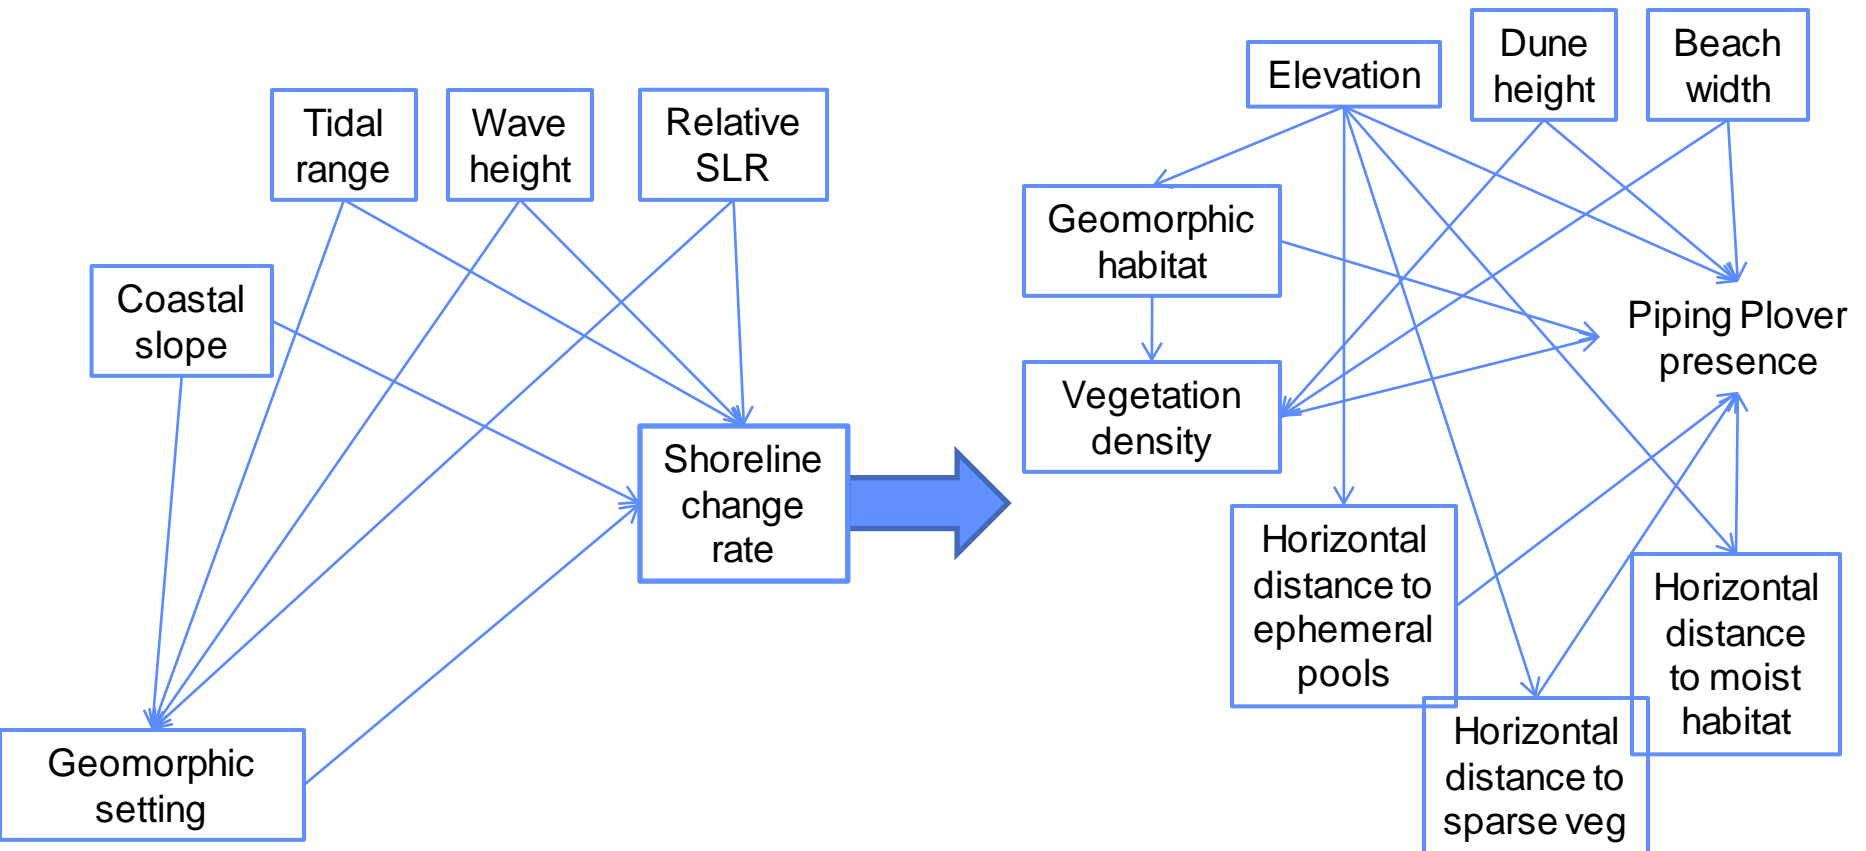 Tidal
range
Wave
height
Relative
SLR
Coastal
slope
Shoreline
change
rate
Geomorphic
setting
Elevation
Dune
height
Beach
width
Geomorphic
habitat
Piping Plover
presence
Vegetation
density
Horizontal
distance to
ephemeral
pools
Horizontal
distance
to moist
habitat
Horizontal
distance to
sparse veg